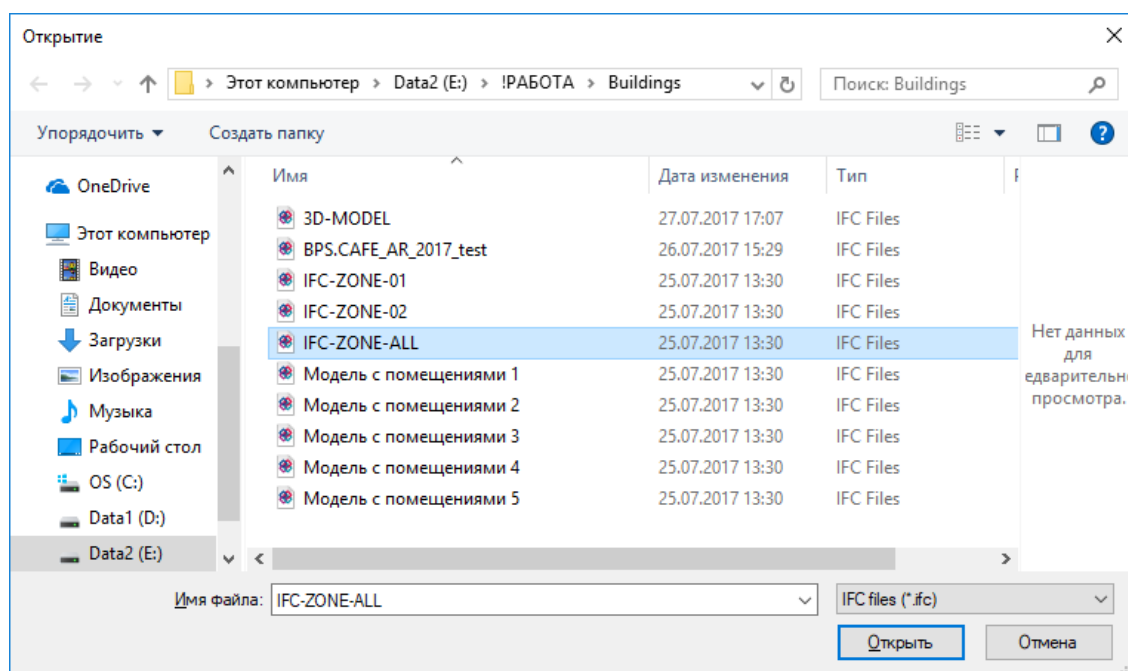 Открытие
Этот компьютер > Data2 (E:) > !РАБОТА > Buildings
Поиск: Buildings
Упорядочить Создать папку
OneDrive
Этот компьютер
Видео
Документы
Загрузки
Изображения
Музыка
Рабочий стол
OS (C:)
Data1 (D:)
Data2 (E:)
Имя Дата изменения Тип
3D-MODEL 27.07.2017 17:07 IFC Files
BPS.CAFE_AR_2017_test 26.07.2017 15:29 IFC Files
IFC-ZONE-01 25.07.2017 13:30 IFC Files
IFC-ZONE-02 25.07.2017 13:30 IFC Files
IFC-ZONE-ALL 25.07.2017 13:30 IFC Files
Модель с помещениями 1 25.07.2017 13:30 IFC Files
Модель с помещениями 2 25.07.2017 13:30 IFC Files
Модель с помещениями 3 25.07.2017 13:30 IFC Files
Модель с помещениями 4 25.07.2017 13:30 IFC Files
Модель с помещениями 5 25.07.2017 13:30 IFC Files
Нет данных
для
едварительн
просмотра.
Имя файла: IFC-ZONE-ALL IFC files (*.ifc)
Открыть Отмена